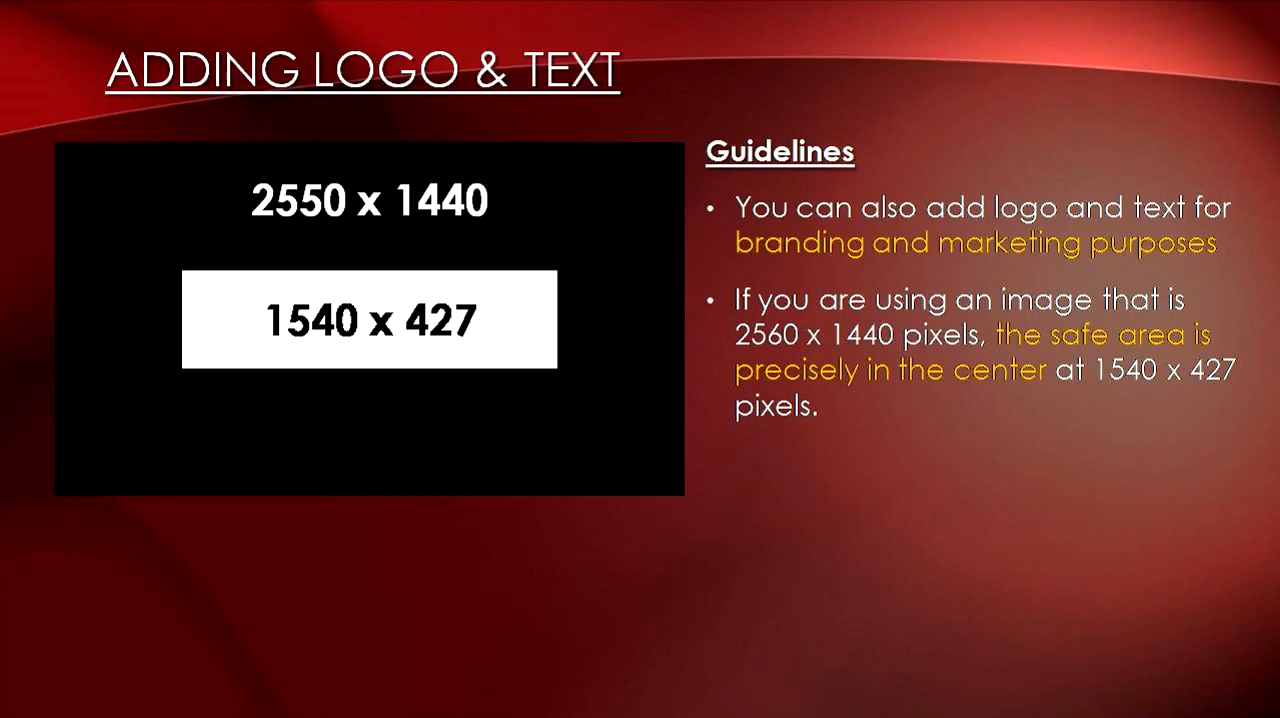 ADDING LOGO & TEXT
2550 x 1440
1540 x 427
Guidelines
• You can also add logo and text for
branding and marketing purposes
• If you are using an image that is
2560 x 1440 pixels, the safe area is
precisely in the center at 1540 x 427
pixels.